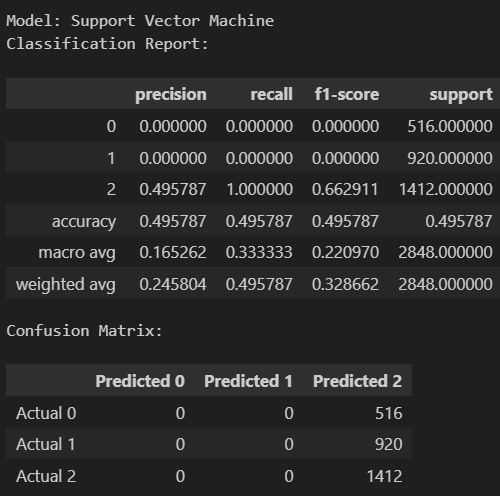 Model: Support Vector Machine
Classification Report:
precision recall f1-score support
0 0.000000 0.000000 0.000000 516.000000
1 0.000000 0.000000 0.000000 920.000000
2 0.495787 1.000000 0.662911 1412.000000
accuracy 0.495787 0.495787 0.495787 0.495787
macro avg 0.165262 0.333333 0.220970 2848.000000
weighted avg 0.245804 0.495787 0.328662 2848.000000
Confusion Matrix:
Predicted 0 Predicted 1 Predicted 2
Actual 0 0 0 516
Actual 1 0 0 920
Actual 2 0 0 1412